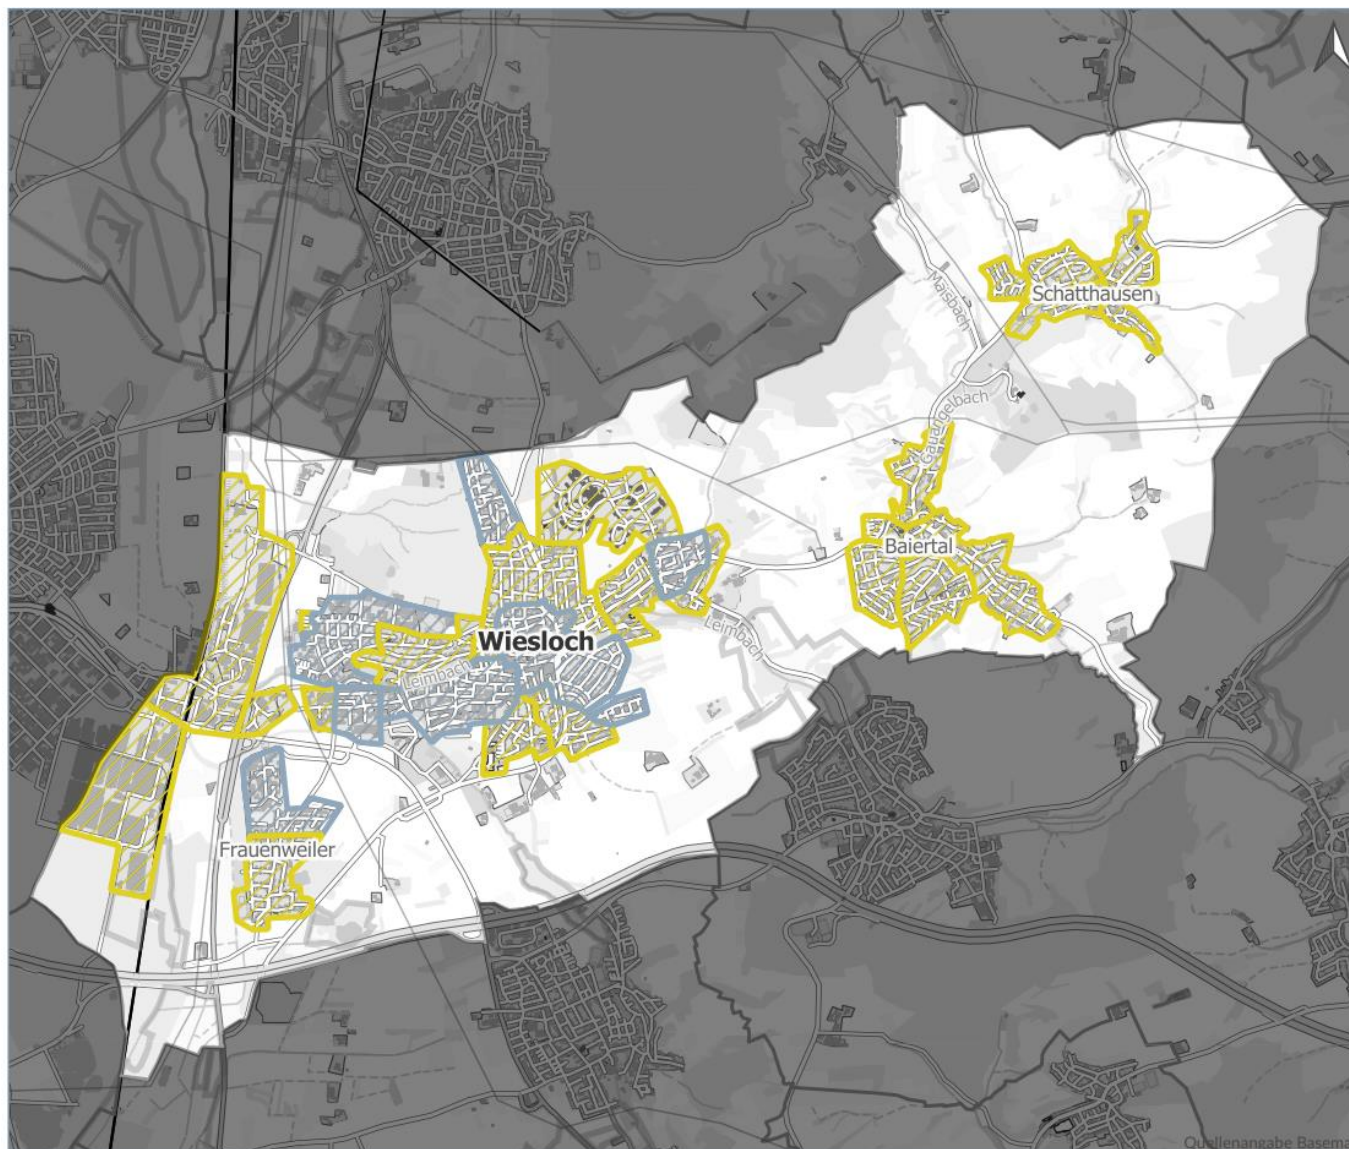 Schatthausen
Maisbach
Gauangelbach
Baiertal
Wiesloch
Leimbach
Leimbach
Frauenweiler
Quellenangabe Basema